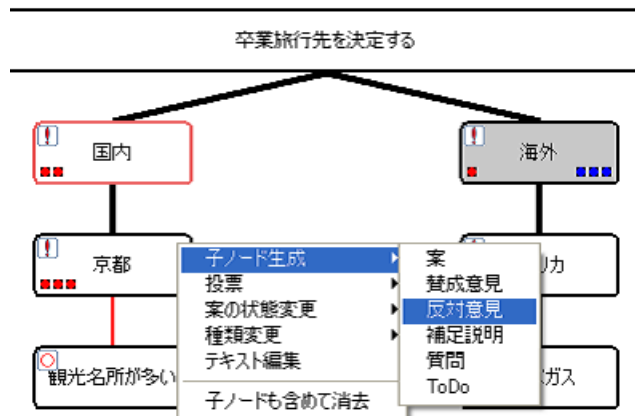 卒業旅行先を決定する
国内
海外
京都
リカ
観光名所が多い
ガス
子ノード生成
投票
案の状態変更
種類変更
テキスト編集
子ノードも含めて消去
案
賛成意見
反対意見
補足説明
質問
ToDo